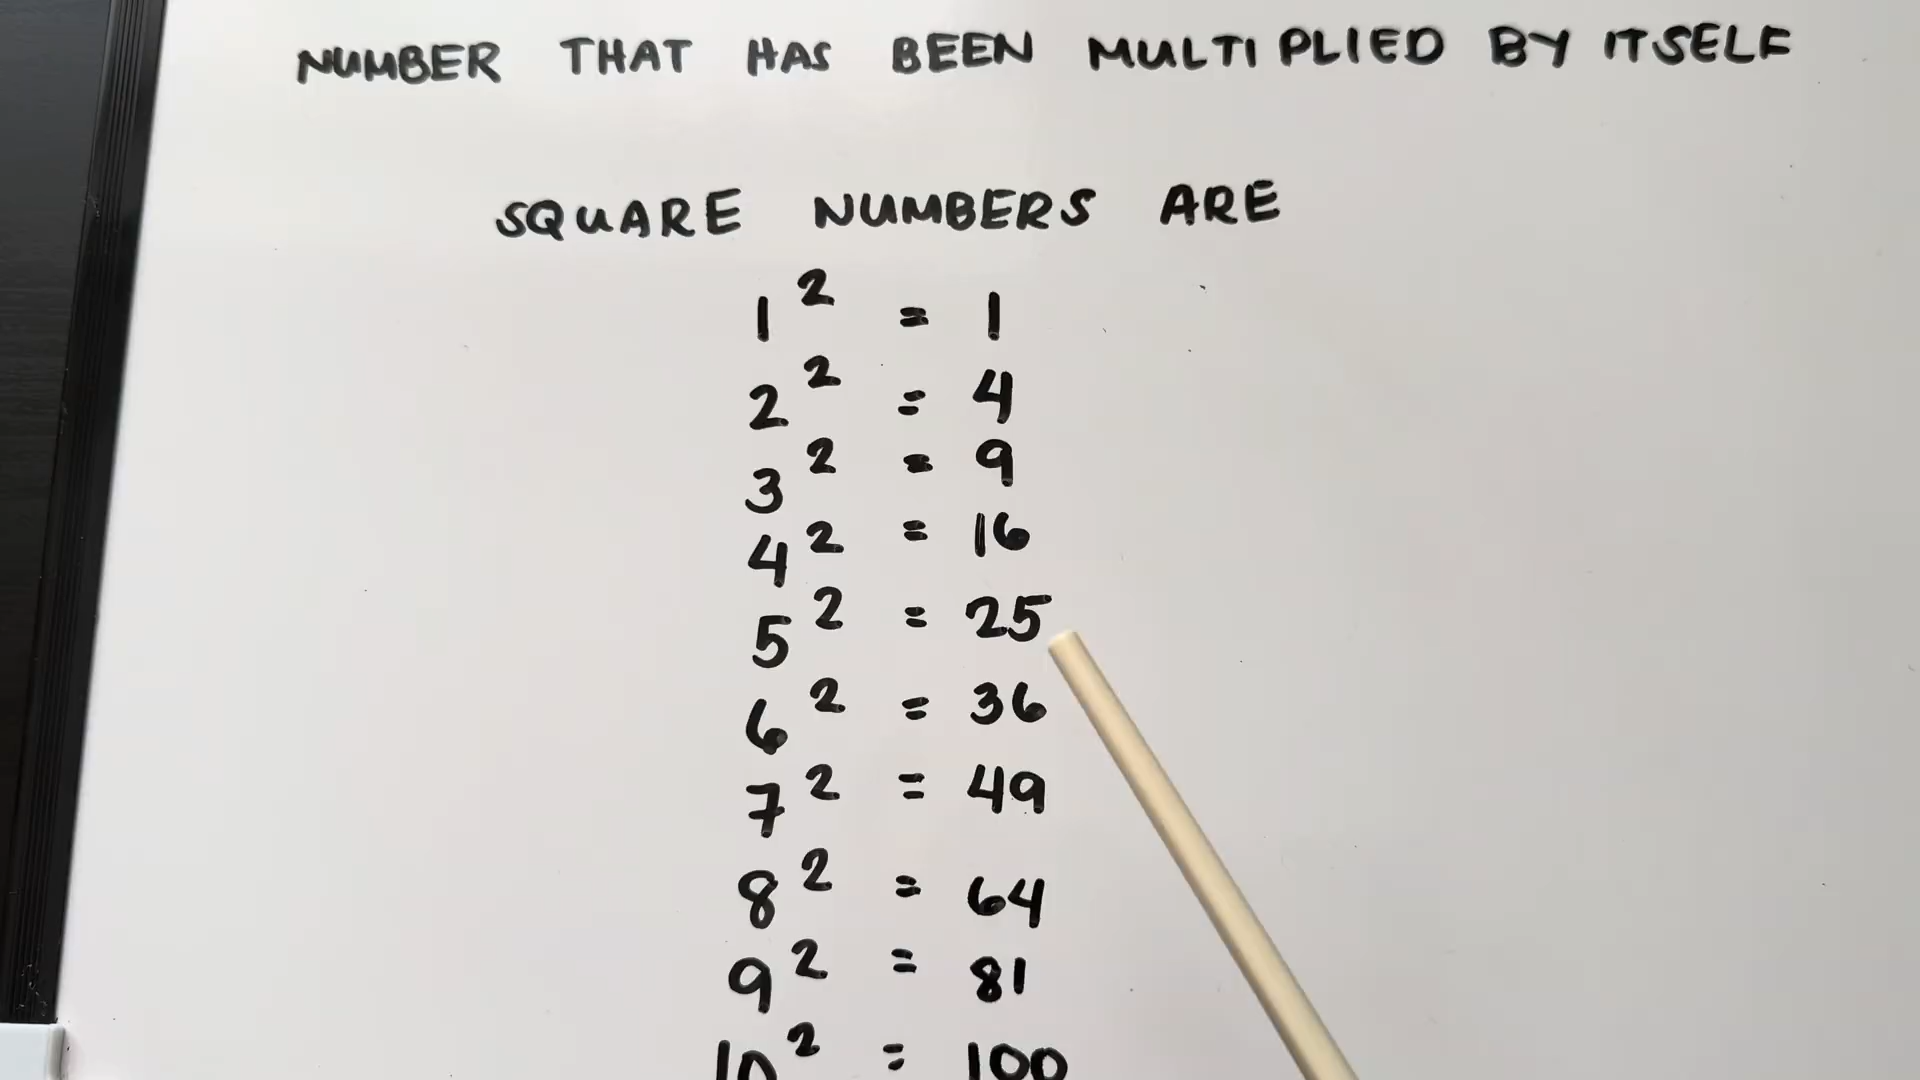 NUMBER THAT HAS BEEN MULTIPLIED BY ITSELF
SQUARE NUMBERS ARE
1² = 1
2² = 4
3² = 9
4² = 16
5² = 25
6² = 36
7² = 49
8² = 64
9² = 81
10² = 100